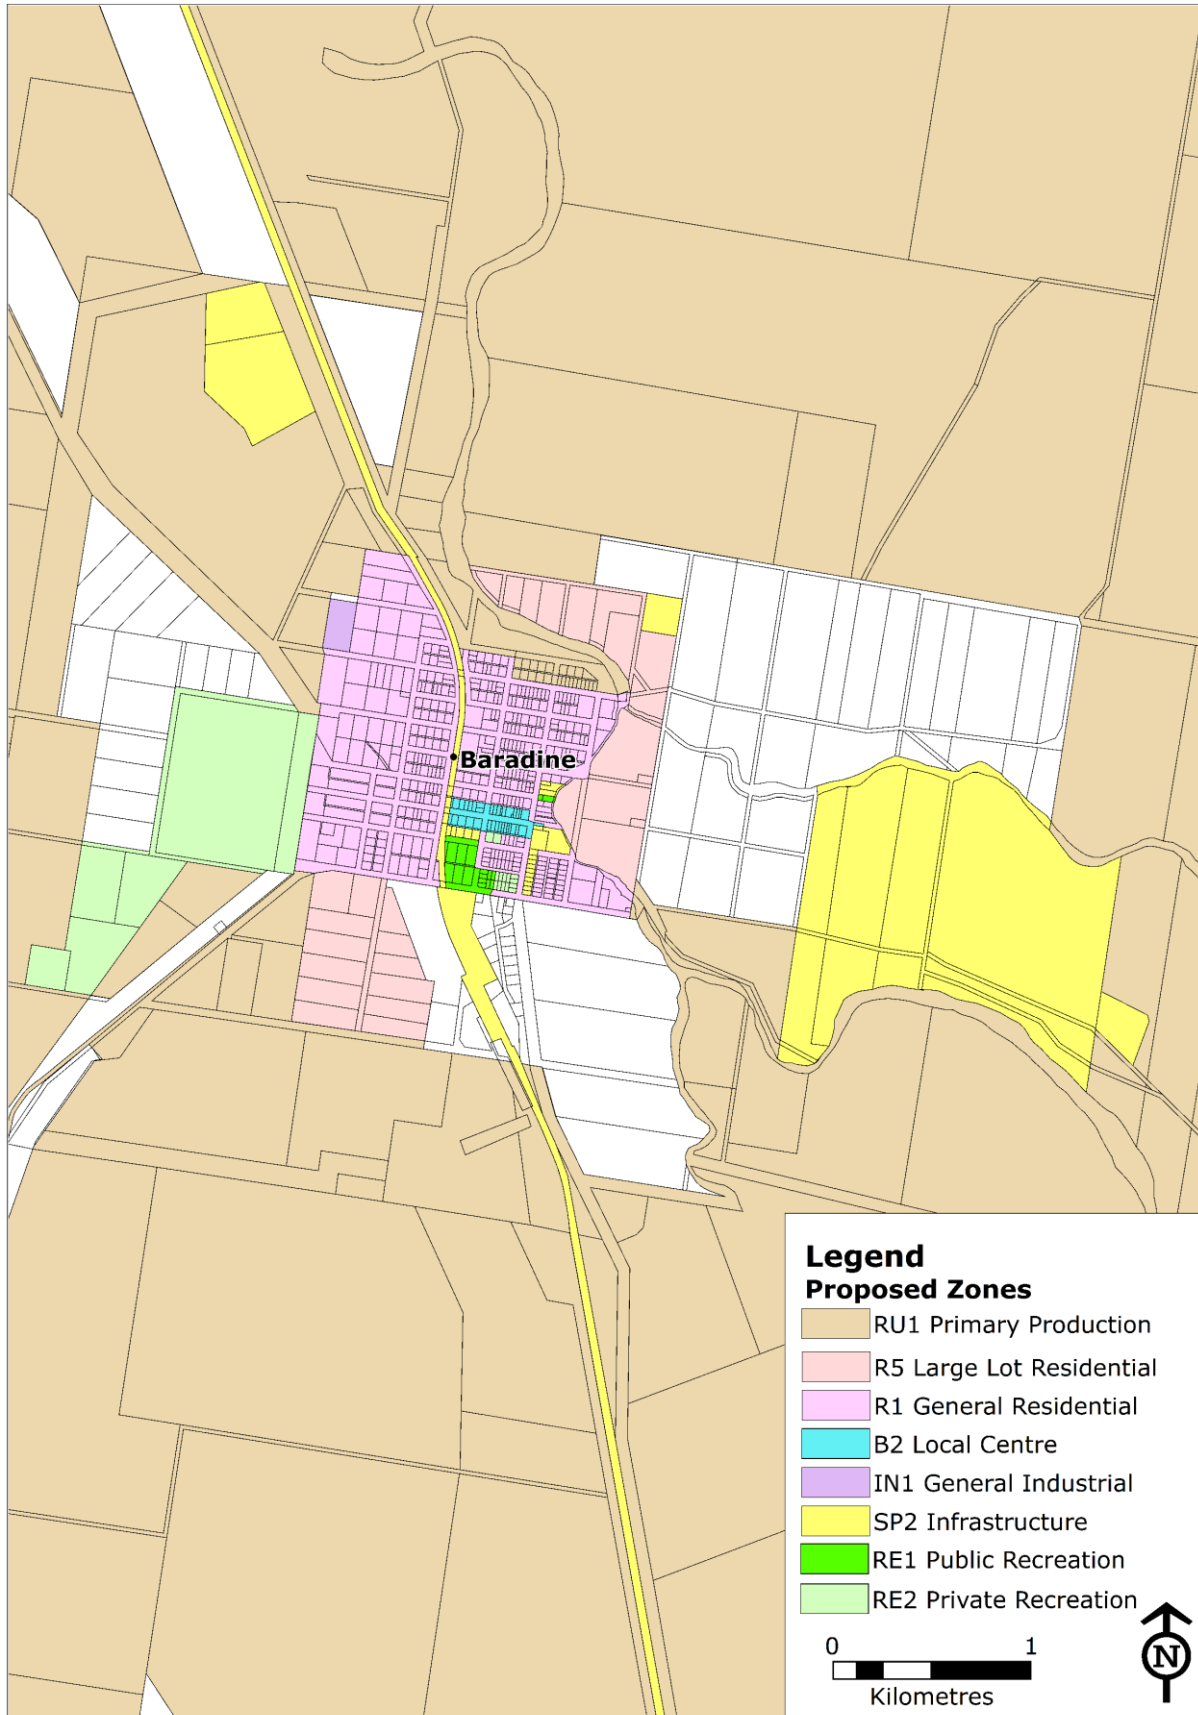 Baradine
Legend
Proposed Zones
RU1 Primary Production
R5 Large Lot Residential
R1 General Residential
B2 Local Centre
IN1 General Industrial
SP2 Infrastructure
RE1 Public Recreation
RE2 Private Recreation
0 1
Kilometres
N